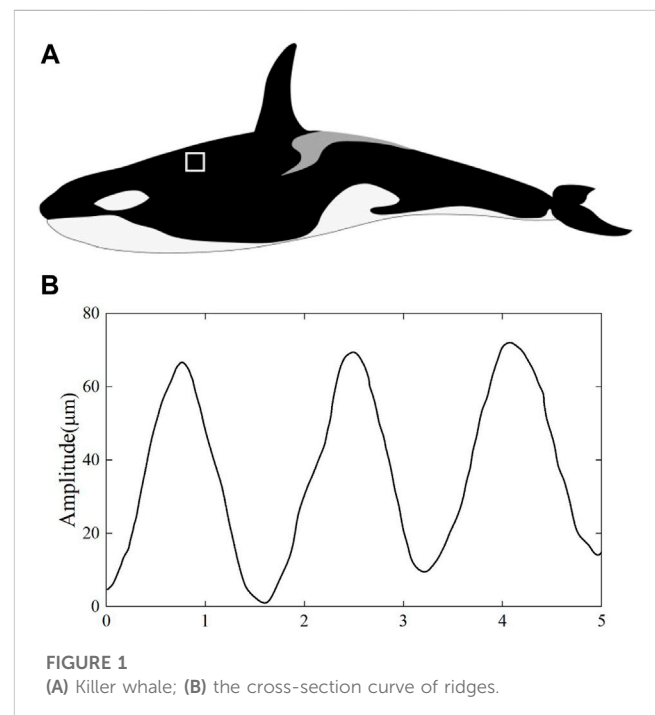 A
B
80
60
40
20
0
Amplitude(μm)
0 1 2 3 4 5
FIGURE 1
(A) Killer whale; (B) the cross-section curve of ridges.